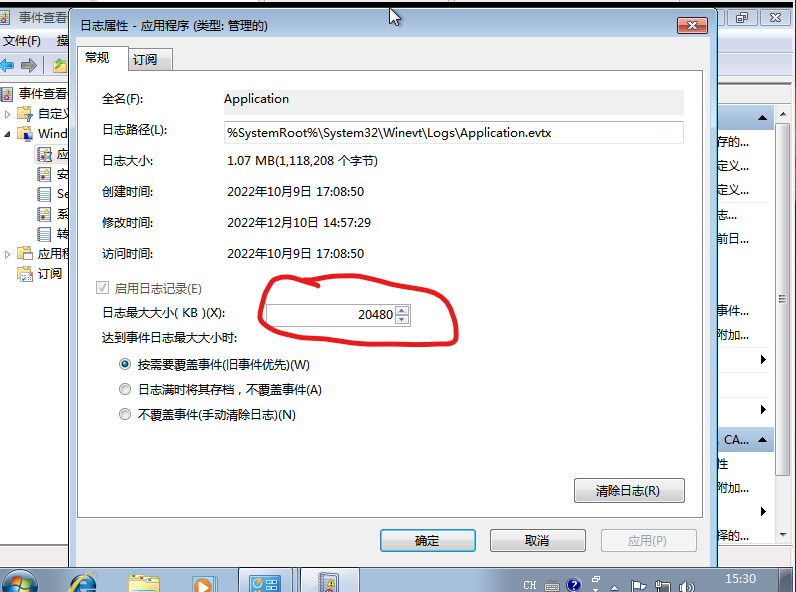 事件查看
日志属性 - 应用程序 (类型: 管理的)
文件(F) 操
常规
订阅
事件查看
自定义
Wind
应
安
Se
系
转
应用程
订阅
全名(F):
Application
日志路径(L):
%SystemRoot%\System32\Winevt\Logs\Application.evtx
日志大小:
1.07 MB(1,118,208 个字节)
创建时间:
2022年10月9日 17:08:50
修改时间:
2022年12月10日 14:57:29
访问时间:
2022年10月9日 17:08:50
启用日志记录(E)
日志最大大小( KB )(X):
20480
达到事件日志最大大小时:
按需要覆盖事件(旧事件优先)(W)
日志满时将其存档，不覆盖事件(A)
不覆盖事件(手动清除日志)(N)
清除日志(R)
确定
取消
应用(P)
存的...
定义...
定义...
志...
前日...
事件...
附加...
, CA...
性
附加...
择的...
CH
15:30